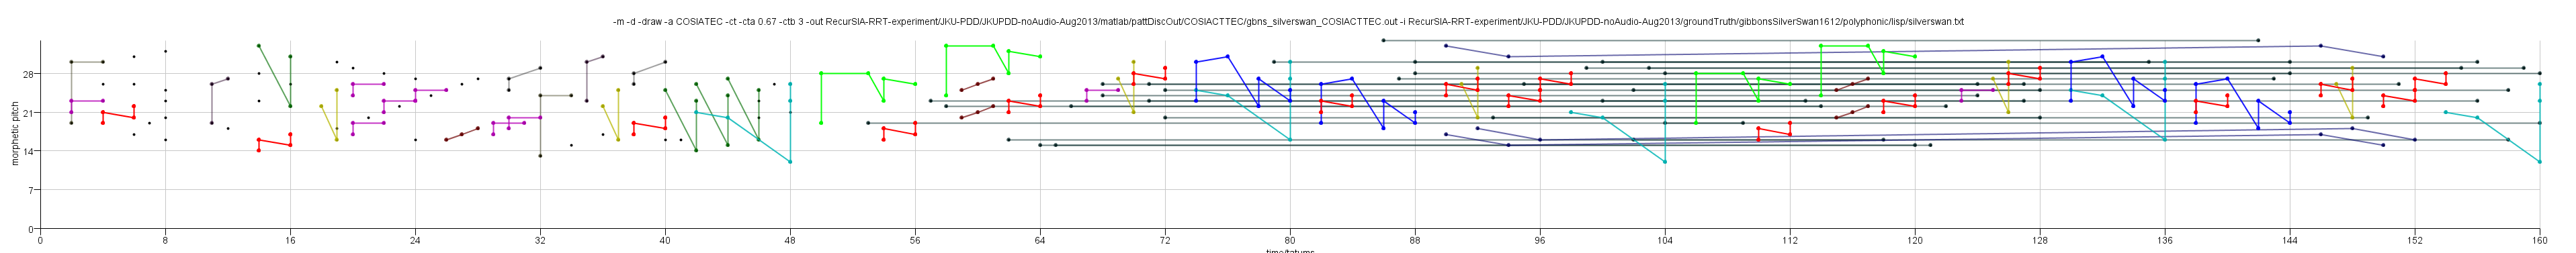 -m -d -draw -a COSIATEC -ct -cta 0.67 -ctb 3 -out RecurSIA-RRT-experiment/JKU-PDD/JKUPDD-noAudio-Aug2013/matlab/pattDiscOut/COSIACTTEC/gbns_silverswan_COSIACTTEC.out -i RecurSIA-RRT-experiment/JKU-PDD/JKUPDD-noAudio-Aug2013/groundTruth/gibbonsSilverSwan1612/polyphonic/lisp/silverswan.txt
morphetic pitch
28
21
14
7
0
0 8 16 24 32 40 48 56 64 72 80 88 96 104 112 120 128 136 144 152 160
time/tatums